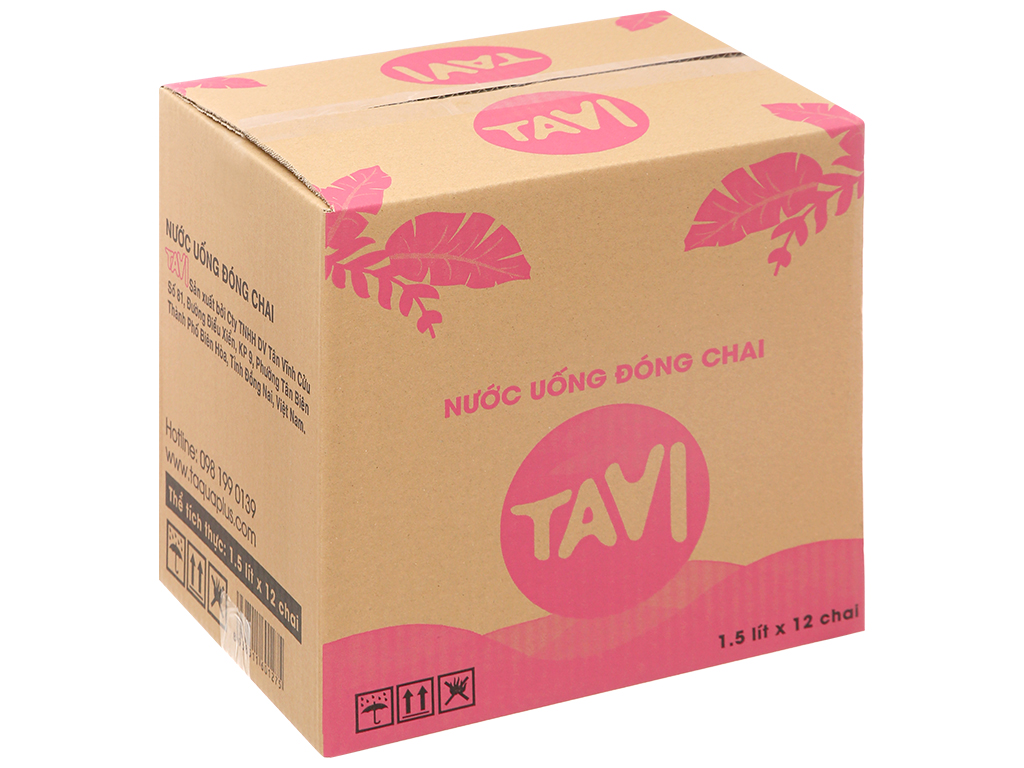 TAVI
TAVI
NƯỚC UỐNG ĐÓNG CHAI
TAVI
1.5 lít x 12 chai
NƯỚC UỐNG ĐÓNG CHAI
TAVI Sản xuất bởi Cty TNHH DV Tân Vĩnh Cửu
Số 81, Đường Điểu Xiển, KP 9, Phường Tân Biên
Thành Phố Biên Hòa, Tỉnh Đồng Nai, Việt Nam.
Hotline: 098 199 0139
www.taquaplus.com
Thể tích thực: 1.5 lít x 12 chai